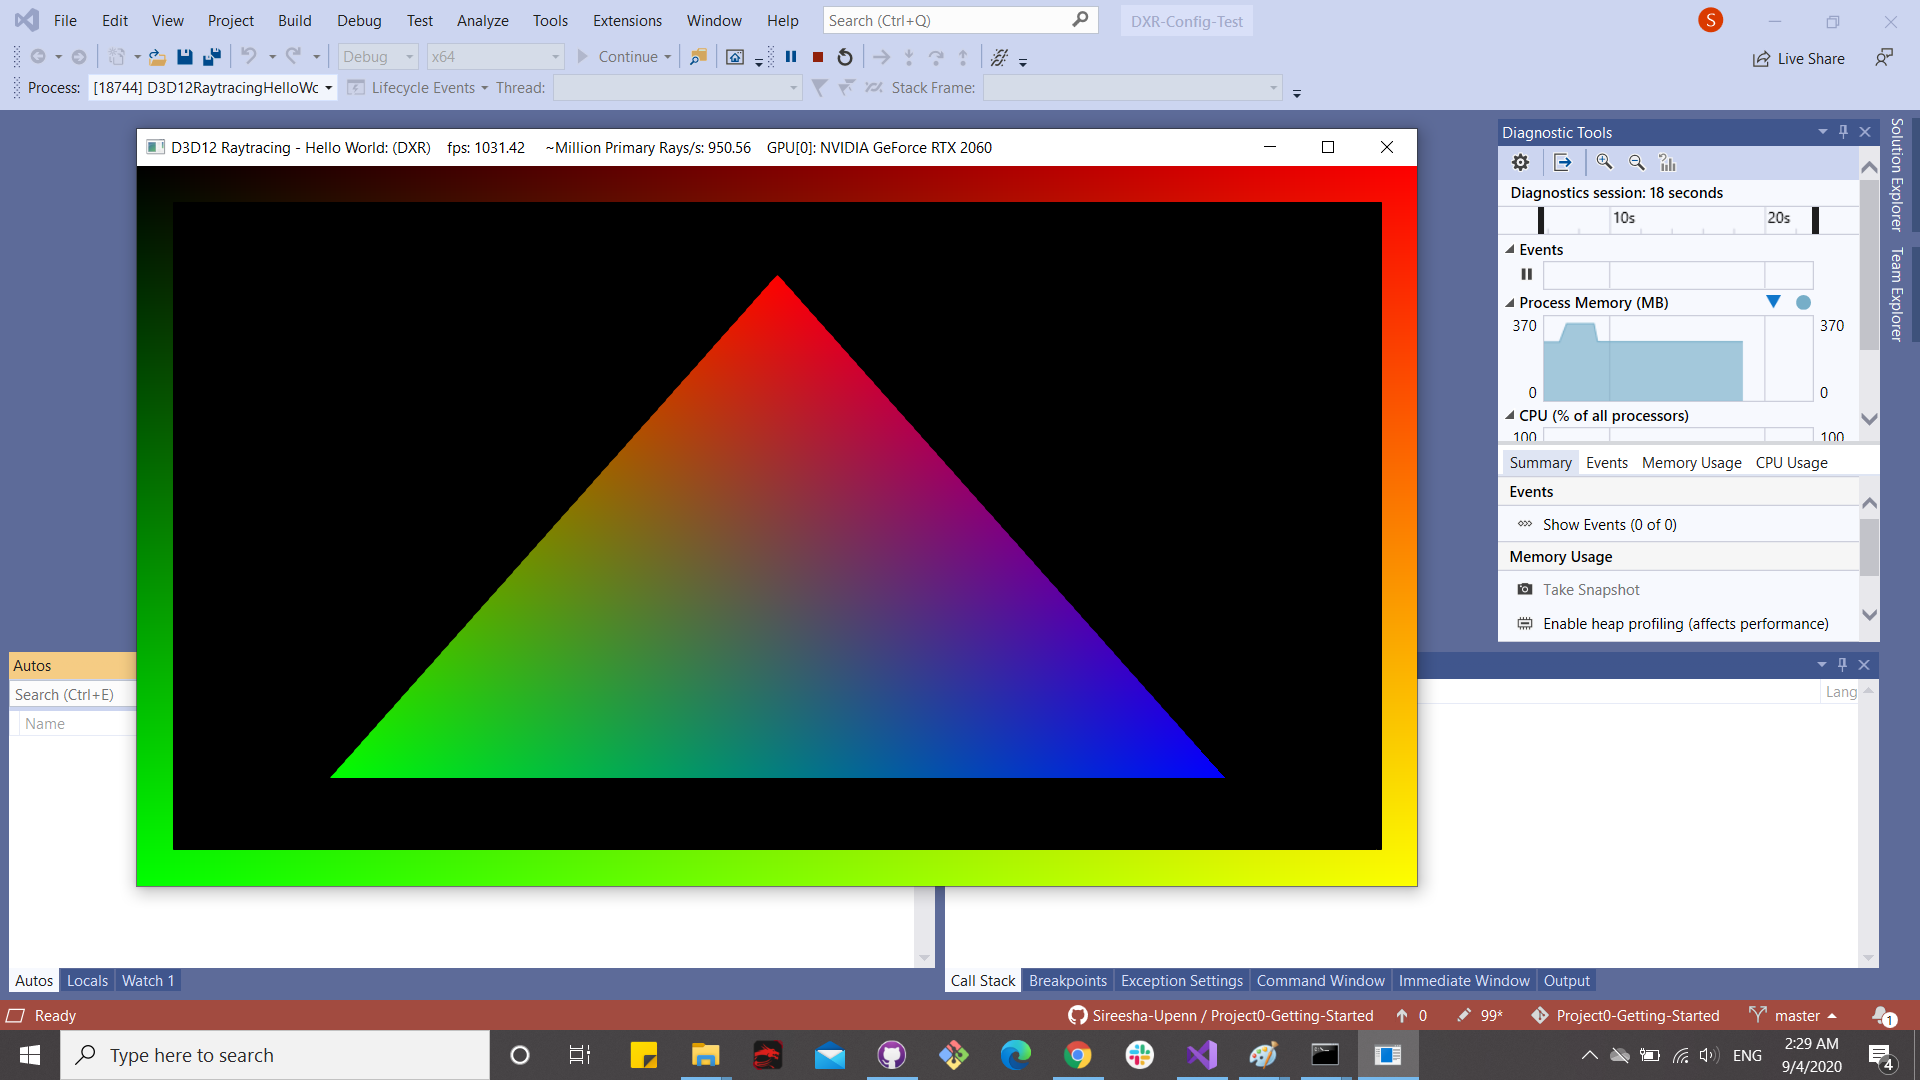 File Edit View Project Build Debug Test Analyze Tools Extensions Window Help Search (Ctrl+Q) DXR-Config-Test S
Debug x64 Continue Live Share
Process: [18744] D3D12RaytracingHelloWo Lifecycle Events Thread: Stack Frame:
D3D12 Raytracing - Hello World: (DXR) fps: 1031.42 ~Million Primary Rays/s: 950.56 GPU[0]: NVIDIA GeForce RTX 2060
Diagnostic Tools
Diagnostics session: 18 seconds
10s 20s
Events
Process Memory (MB)
370 370
0 0
CPU (% of all processors)
100 100
Summary Events Memory Usage CPU Usage
Events
Show Events (0 of 0)
Memory Usage
Take Snapshot
Enable heap profiling (affects performance)
Solution Explorer
Team Explorer
Autos
Search (Ctrl+E)
Name
Lang
Autos Locals Watch 1
Call Stack Breakpoints Exception Settings Command Window Immediate Window Output
Ready Sireesha-Upenn / Project0-Getting-Started 0 99* Project0-Getting-Started master 1
Type here to search ENG 2:29 AM
9/4/2020 4